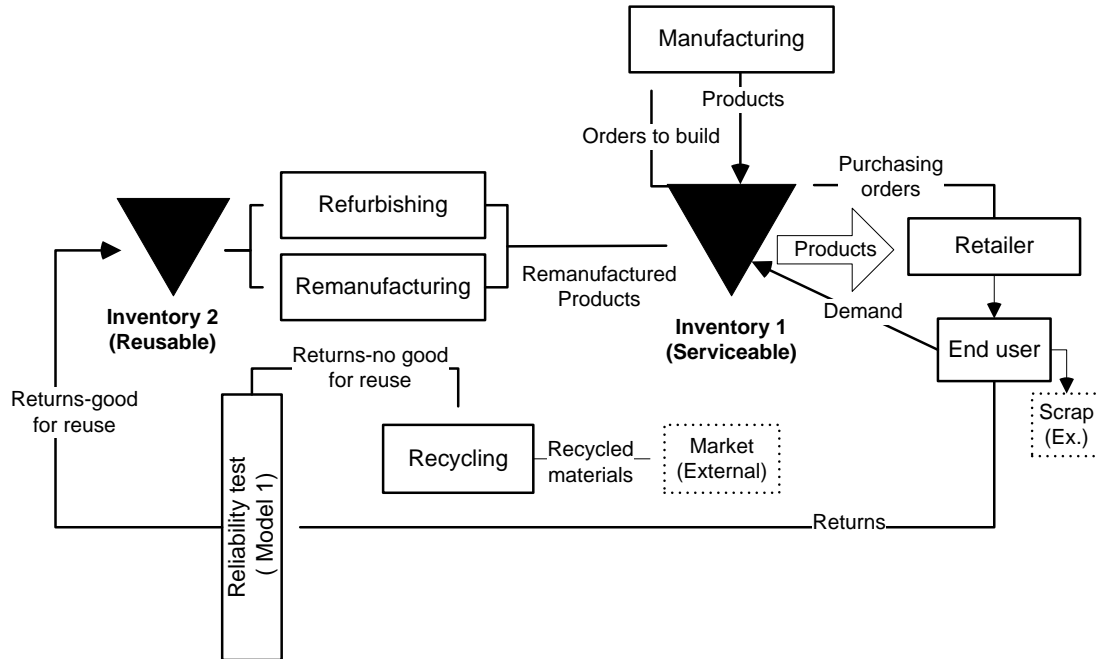 Manufacturing
Products
Orders to build
Purchasing
orders
Refurbishing
Products
Retailer
Remanufacturing
Remanufactured
Products
Inventory 2
(Reusable)
Inventory 1
(Serviceable)
Demand
End user
Returns-no good
for reuse
Returns-good
for reuse
Scrap
(Ex.)
Recycling
Recycled
materials
Market
(External)
Reliability test
( Model 1)
Returns